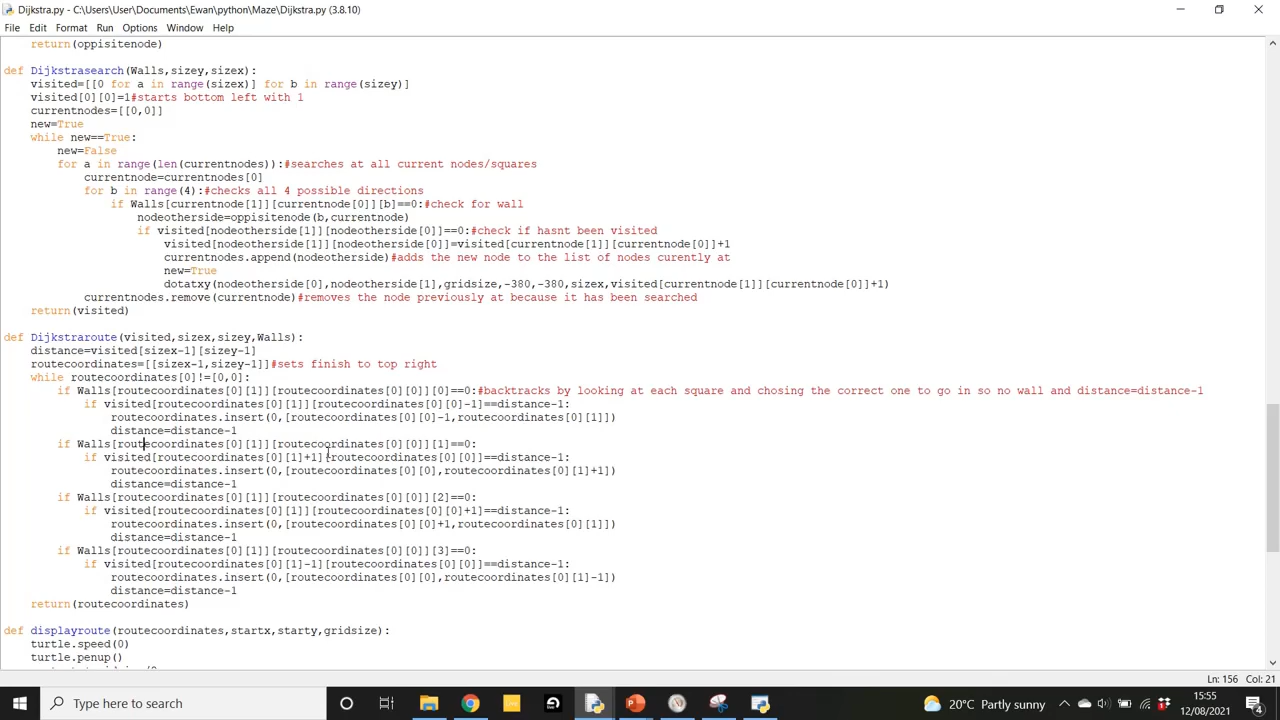 Dijkstra.py - C:\Users\User\Documents\Ewan\python\Maze\Dijkstra.py (3.8.10)
File Edit Format Run Options Window Help
    return(oppisitenode)
def Dijkstrasearch(Walls,sizey,sizex):
    visited=[[0 for a in range(sizex)] for b in range(sizey)]
    visited[0][0]=1#starts bottom left with 1
    currentnodes=[[0,0]]
    new=True
    while new==True:
        new=False
        for a in range(len(currentnodes)):#searches at all current nodes/squares
            currentnode=currentnodes[0]
            for b in range(4):#checks all 4 possible directions
                if Walls[currentnode[1]][currentnode[0]][b]==0:#check for wall
                    nodeotherside=oppisitenode(b,currentnode)
                    if visited[nodeotherside[1]][nodeotherside[0]]==0:#check if hasnt been visited
                        visited[nodeotherside[1]][nodeotherside[0]]=visited[currentnode[1]][currentnode[0]]+1
                        currentnodes.append(nodeotherside)#adds the new node to the list of nodes curently at
                        new=True
                        dotatxy(nodeotherside[0],nodeotherside[1],gridsize,-380,-380,sizex,visited[currentnode[1]][currentnode[0]]+1)
            currentnodes.remove(currentnode)#removes the node previously at because it has been searched
    return(visited)
def Dijkstraroute(visited,sizex,sizey,Walls):
    distance=visited[sizex-1][sizey-1]
    routecoordinates=[[sizex-1,sizey-1]]#sets finish to top right
    while routecoordinates[0]!=[0,0]:
        if Walls[routecoordinates[0][1]][routecoordinates[0][0]][0]==0:#backtracks by looking at each square and chosing the correct one to go in so no wall and distance=distance-1
            if visited[routecoordinates[0][1]][routecoordinates[0][0]-1]==distance-1:
                routecoordinates.insert(0,[routecoordinates[0][0]-1,routecoordinates[0][1]])
                distance=distance-1
        if Walls[routecoordinates[0][1]][routecoordinates[0][0]][1]==0:
            if visited[routecoordinates[0][1]+1][routecoordinates[0][0]]==distance-1:
                routecoordinates.insert(0,[routecoordinates[0][0],routecoordinates[0][1]+1])
                distance=distance-1
        if Walls[routecoordinates[0][1]][routecoordinates[0][0]][2]==0:
            if visited[routecoordinates[0][1]][routecoordinates[0][0]+1]==distance-1:
                routecoordinates.insert(0,[routecoordinates[0][0]+1,routecoordinates[0][1]])
                distance=distance-1
        if Walls[routecoordinates[0][1]][routecoordinates[0][0]][3]==0:
            if visited[routecoordinates[0][1]-1][routecoordinates[0][0]]==distance-1:
                routecoordinates.insert(0,[routecoordinates[0][0],routecoordinates[0][1]-1])
                distance=distance-1
    return(routecoordinates)
def displayroute(routecoordinates,startx,starty,gridsize):
    turtle.speed(0)
    turtle.penup()
Ln: 156 Col: 21
Type here to search
20°C Partly sunny
15:55
12/08/2021
4